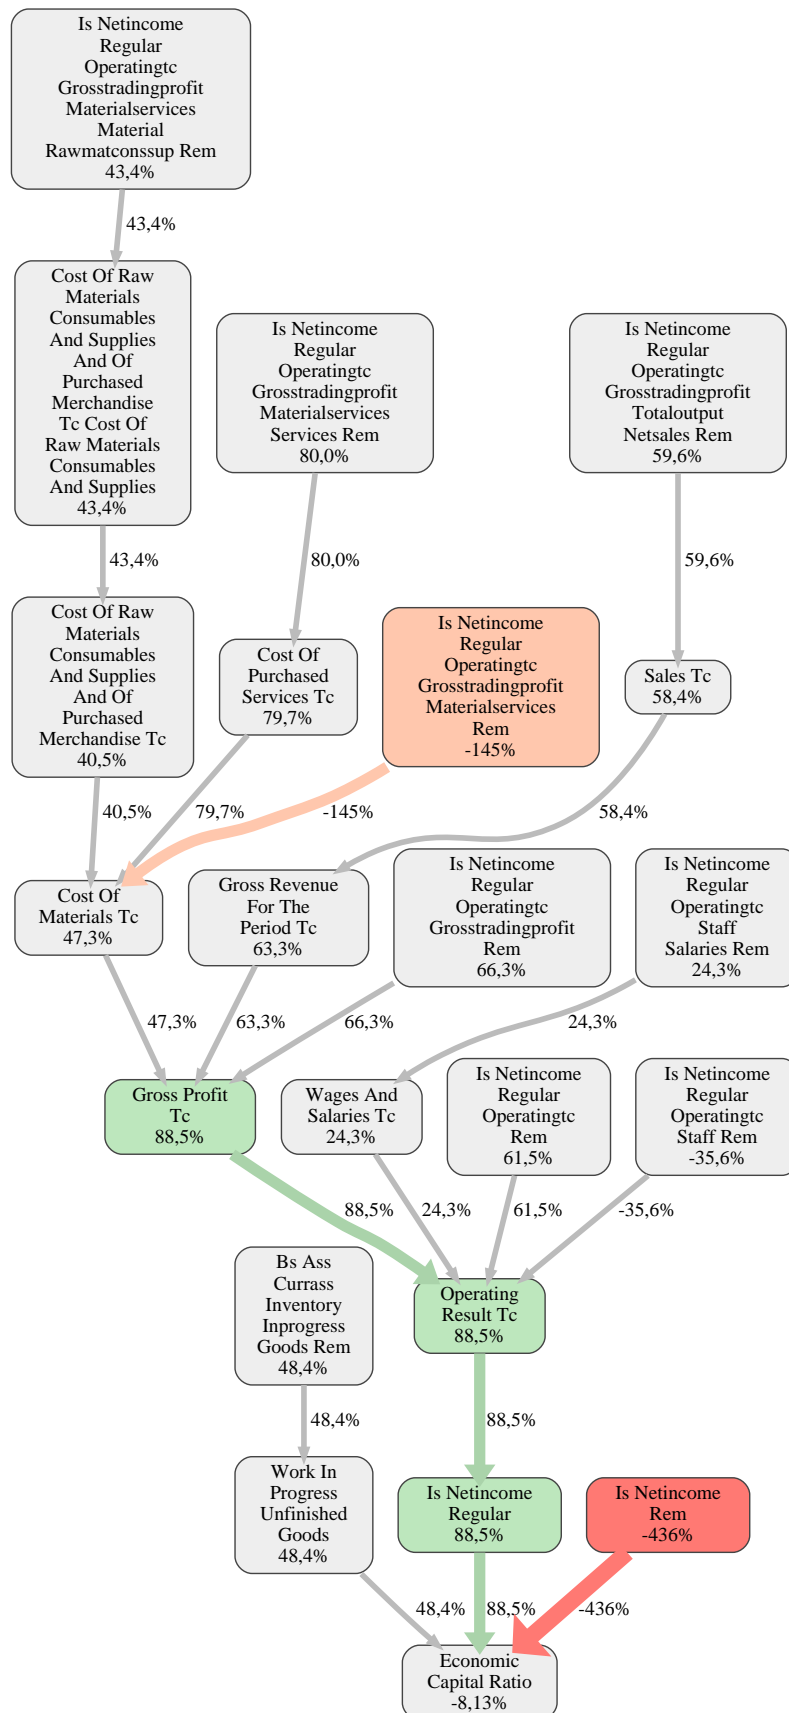 Is Netincome
Regular
Operatingtc
Grosstradingprofit
Materialservices
Material
Rawmatconssup Rem
43,4%
43,4%
Cost Of Raw
Materials
Consumables
And Supplies
And Of
Purchased
Merchandise
Tc Cost Of
Raw Materials
Consumables
And Supplies
43,4%
Is Netincome
Regular
Operatingtc
Grosstradingprofit
Materialservices
Services Rem
80,0%
Is Netincome
Regular
Operatingtc
Grosstradingprofit
Totaloutput
Netsales Rem
59,6%
43,4%
80,0%
59,6%
Cost Of Raw
Materials
Consumables
And Supplies
And Of
Purchased
Merchandise Tc
40,5%
Cost Of
Purchased
Services Tc
79,7%
Is Netincome
Regular
Operatingtc
Grosstradingprofit
Materialservices
Rem
-145%
Sales Tc
58,4%
40,5%
79,7%
-145%
58,4%
Cost Of
Materials Tc
47,3%
Gross Revenue
For The
Period Tc
63,3%
Is Netincome
Regular
Operatingtc
Grosstradingprofit
Rem
66,3%
Is Netincome
Regular
Operatingtc
Staff
Salaries Rem
24,3%
47,3%
63,3%
66,3%
24,3%
Gross Profit
Tc
88,5%
Wages And
Salaries Tc
24,3%
Is Netincome
Regular
Operatingtc
Rem
61,5%
Is Netincome
Regular
Operatingtc
Staff Rem
-35,6%
88,5%
24,3%
61,5%
-35,6%
Bs Ass
Currass
Inventory
Inprogress
Goods Rem
48,4%
Operating
Result Tc
88,5%
48,4%
88,5%
Work In
Progress
Unfinished
Goods
48,4%
Is Netincome
Regular
88,5%
Is Netincome
Rem
-436%
48,4%
88,5%
-436%
Economic
Capital Ratio
-8,13%